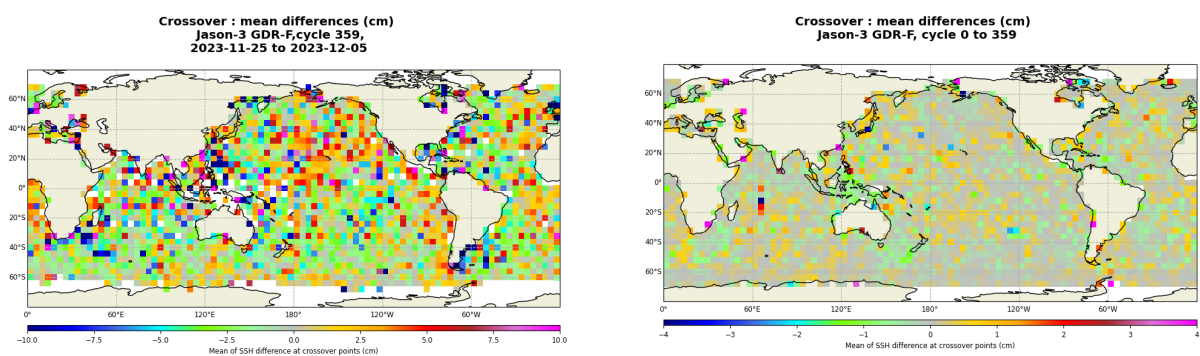 Crossover : mean differences (cm)
Jason-3 GDR-F,cycle 359,
2023-11-25 to 2023-12-05
60°N
40°N
20°N
0°
20°S
40°S
60°S
0°
60°E
120°E
180°
120°W
60°W
−10.0
−7.5
−5.0
−2.5
0.0
2.5
5.0
7.5
10.0
Mean of SSH difference at crossover points (cm)
Crossover : mean differences (cm)
Jason-3 GDR-F, cycle 0 to 359
60°N
40°N
20°N
0°
20°S
40°S
60°S
0°
60°E
120°E
180°
120°W
60°W
−4
−3
−2
−1
0
1
2
3
4
Mean of SSH difference at crossover points (cm)